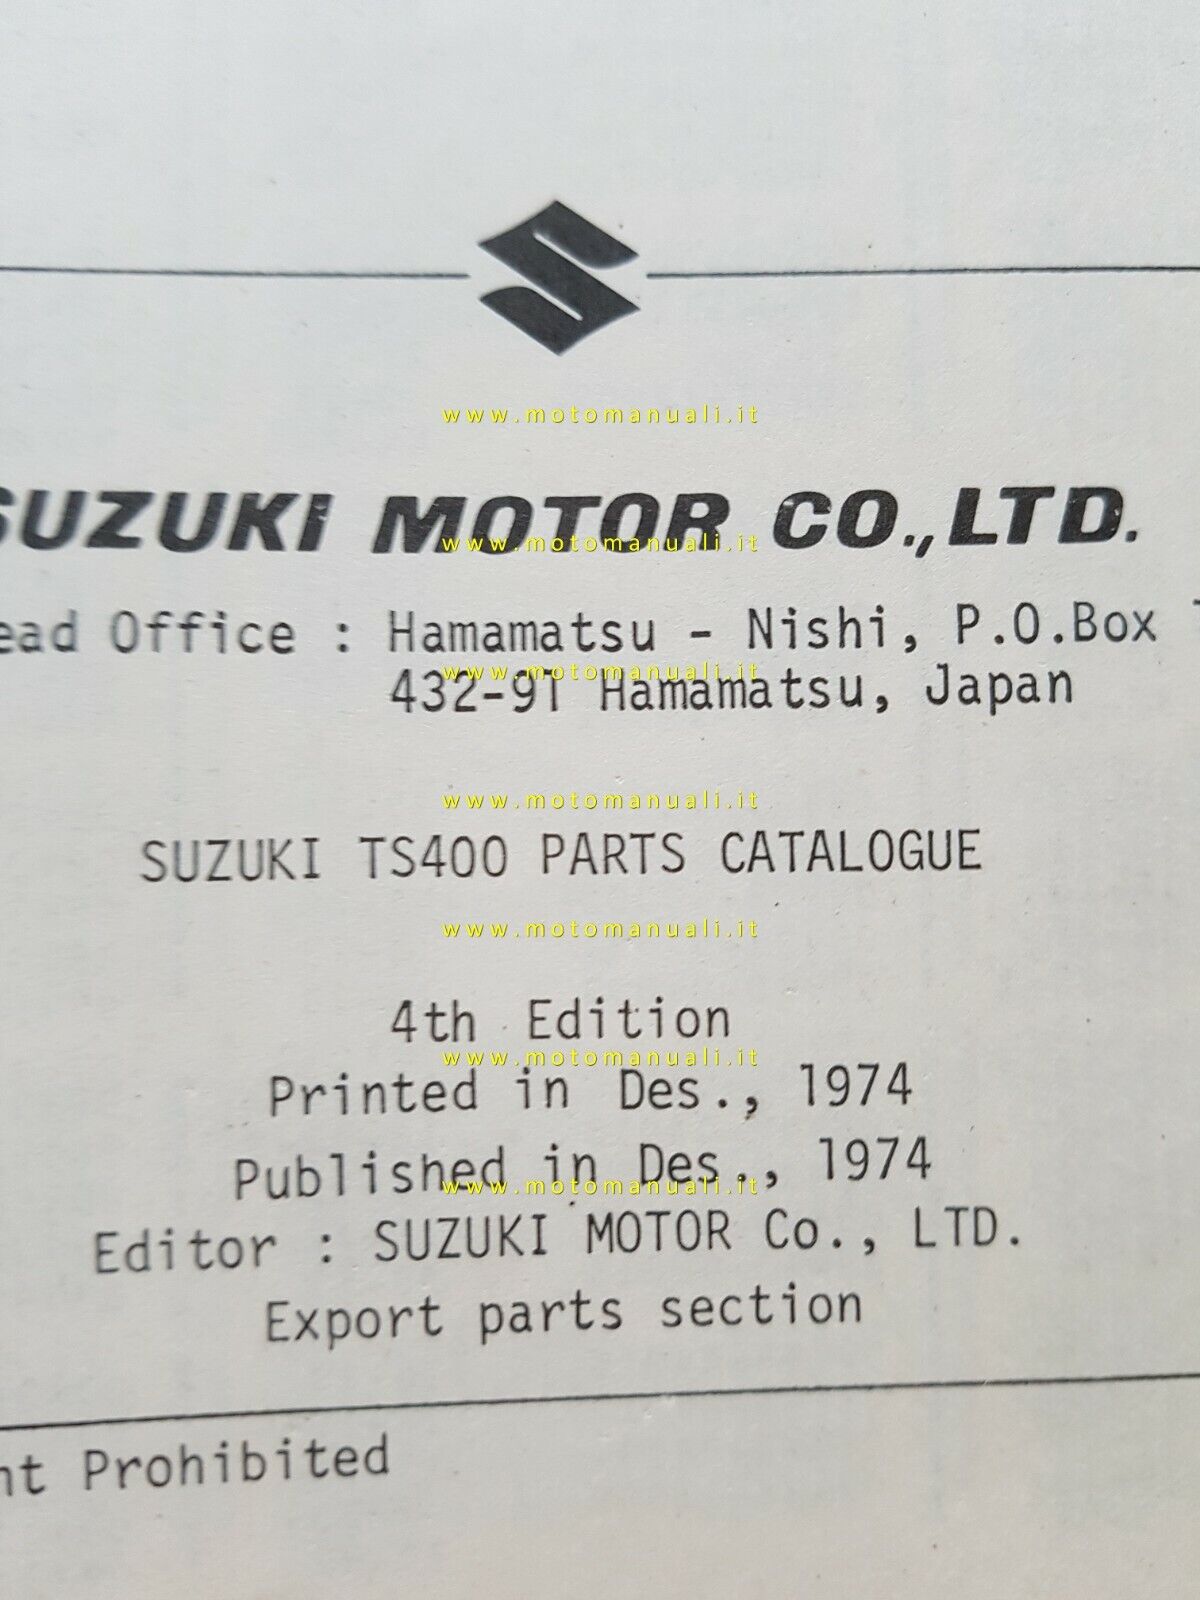 www.motomanuali.it
SUZUKI MOTOR CO.,LTD.
www.motomanuali.it
ead Office : Hamamatsu - Nishi, P.O.Box
www.motomanuali.it
432-91 Hamamatsu, Japan
www.motomanuali.it
SUZUKI TS400 PARTS CATALOGUE
www.motomanuali.it
4th Edition
www.motomanuali.it
Printed in Des., 1974
Published in Des., 1974
www.motomanuali.it
Editor : SUZUKI MOTOR Co., LTD.
Export parts section
nt Prohibited